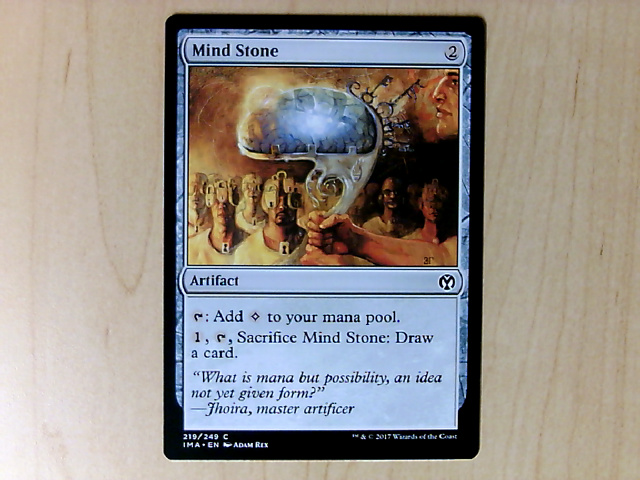 Mind Stone 2
Artifact
: Add to your mana pool.
1, , Sacrifice Mind Stone: Draw
a card.
"What is mana but possibility, an idea
not yet given form?"
—Jhoira, master artificer
219/249 C
IMA • EN Adam Rex
™ & © 2017 Wizards of the Coast